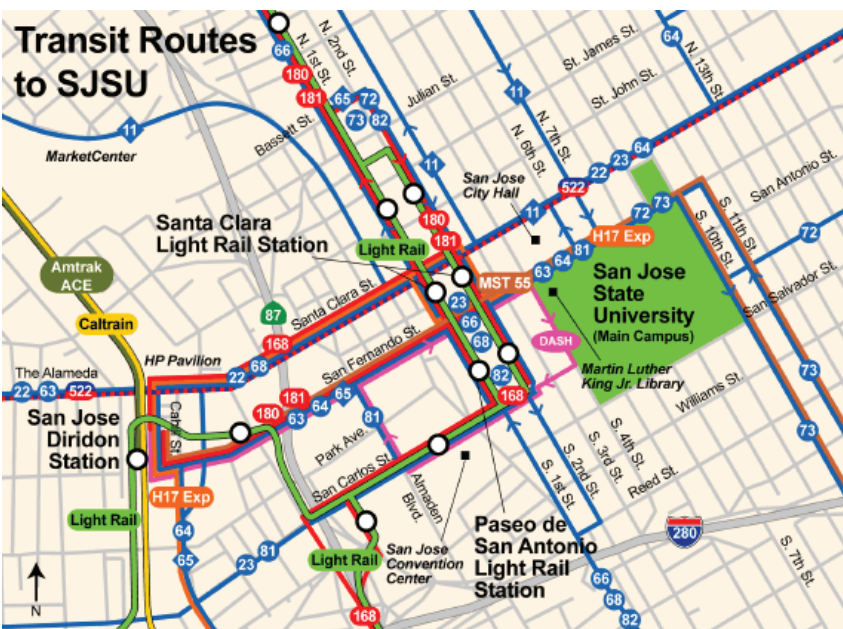 Transit Routes
to SJSU
66
180
181
N. 1st St.
N. 2nd St.
65
72
73
82
Bassett St.
Julian St.
11
11
N. 7th St.
N. 6th St.
N. 13th St.
64
St. James St.
St. John St.
11
MarketCenter
San Jose
City Hall
11
522
22
23
64
San Antonio St.
Santa Clara
Light Rail Station
Light Rail
180
181
MST 55
63
64
81
H17 Exp
72
73
S. 11th St.
S. 10th St.
72
San Salvador St.
San Jose
State
University
(Main Campus)
Amtrak
ACE
Caltrain
87
Santa Clara St.
168
68
22
HP Pavilion
The Alameda
22
63
522
San Fernando St.
23
66
68
82
168
DASH
Martin Luther
King Jr. Library
Williams St.
73
73
San Jose
Diridon
Station
Cahill St.
180
181
63
64
65
81
Park Ave.
San Carlos St.
Almaden
Blvd.
S. 4th St.
S. 3rd St.
S. 2nd St.
S. 1st St.
Reed St.
H17 Exp
Light Rail
64
65
23
81
Light Rail
168
San Jose
Convention
Center
Paseo de
San Antonio
Light Rail
Station
280
S. 7th St.
66
68
82
N